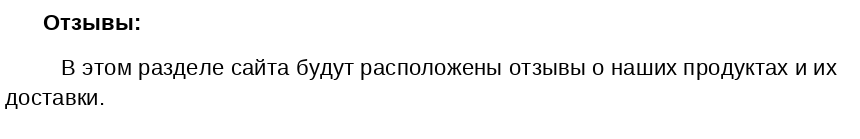 Отзывы:
В этом разделе сайта будут расположены отзывы о наших продуктах и их
доставки.